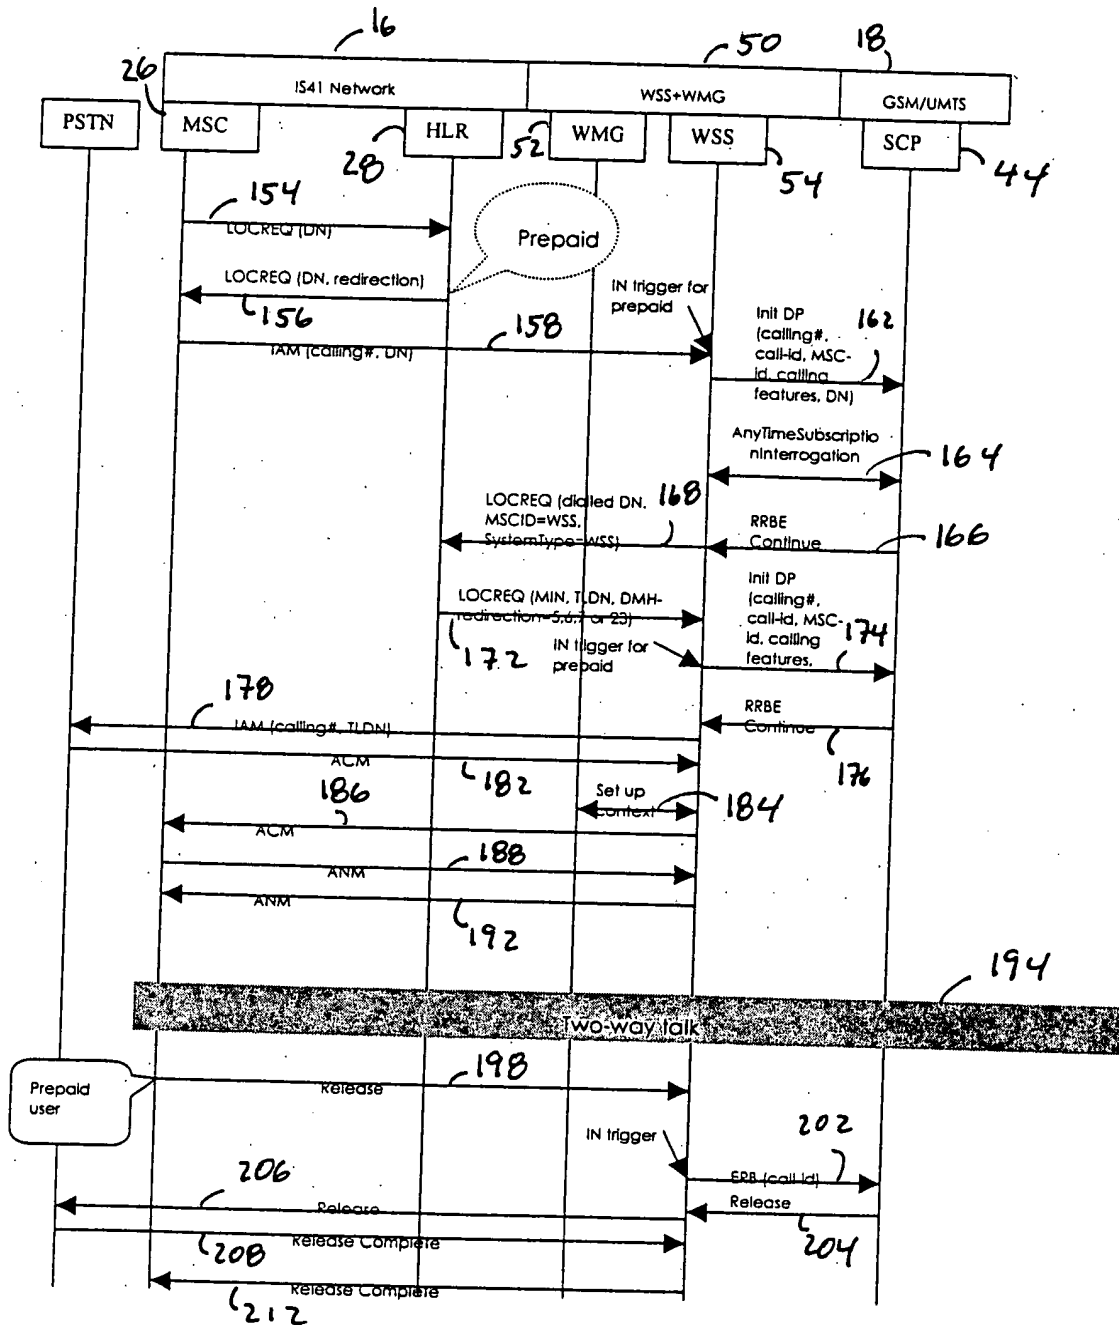 16
50
18
26
IS41 Network
WSS+WMG
GSM/UMTS
PSTN
MSC
HLR
WMG
WSS
SCP
28
52
54
44
154
LOCREQ (DN)
Prepaid
LOCREQ (DN, redirection)
156
IN trigger for
prepaid
158
IAM (calling#, DN)
Init DP
(calling#,
call-id, MSC-
id, calling
features, DN)
162
AnyTimeSubscriptio
nInterrogation
164
LOCREQ (dialled DN,
MSCID=WSS,
SystemType=WSS)
168
RRBE
Continue
166
LOCREQ (MIN, TLDN, DMH-
redirection=5,6,7 or 23)
172
IN trigger for
prepaid
Init DP
(calling#,
call-id, MSC-
id, calling
features,
174
178
IAM (calling#, TLDN)
RRBE
Continue
176
ACM
182
Set up
context
184
186
ACM
188
ANM
ANM
192
194
Two-way talk
Prepaid
user
198
Release
IN trigger
202
ERB (call-id)
206
Release
Release
204
208
Release Complete
Release Complete
212